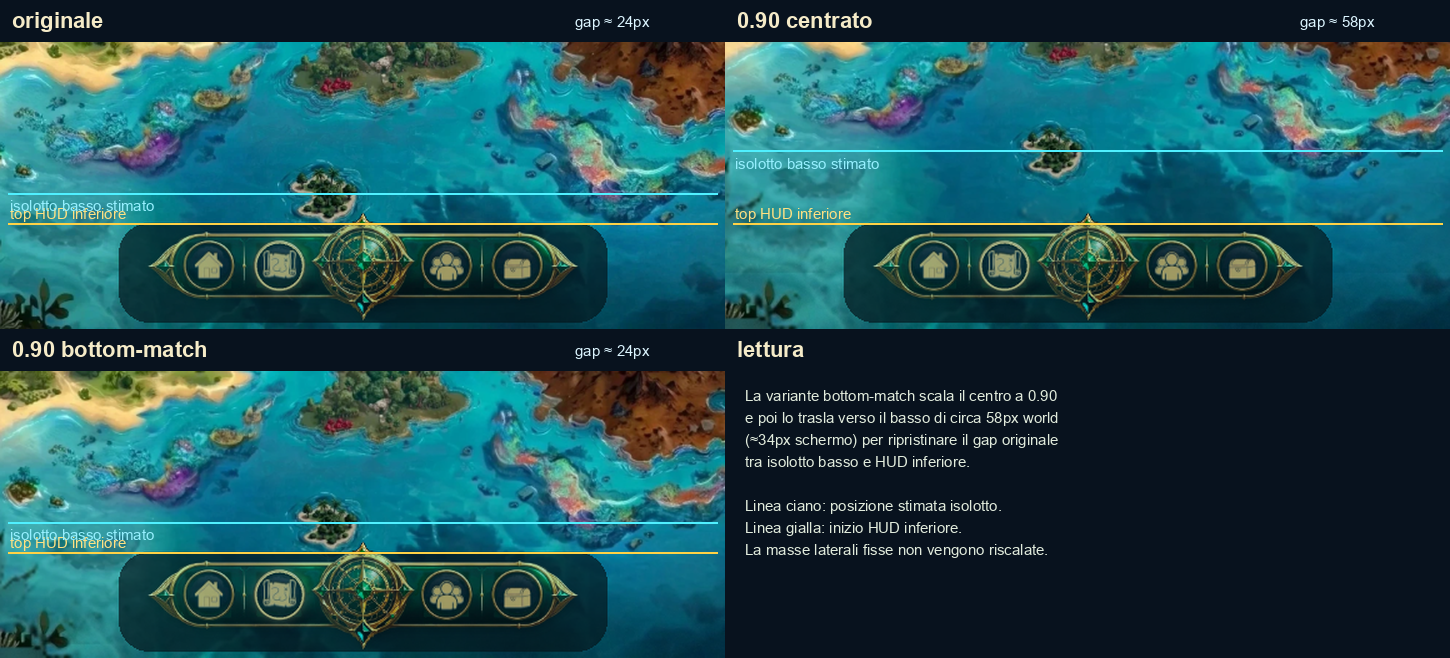 originale
gap ≈ 24px
isolotto basso stimato
top HUD inferiore
0.90 centrato
gap ≈ 58px
isolotto basso stimato
top HUD inferiore
0.90 bottom-match
gap ≈ 24px
isolotto basso stimato
top HUD inferiore
lettura
La variante bottom-match scala il centro a 0.90
e poi lo trasla verso il basso di circa 58px world
(≈34px schermo) per ripristinare il gap originale
tra isolotto basso e HUD inferiore.
Linea ciano: posizione stimata isolotto.
Linea gialla: inizio HUD inferiore.
La masse laterali fisse non vengono riscalate.